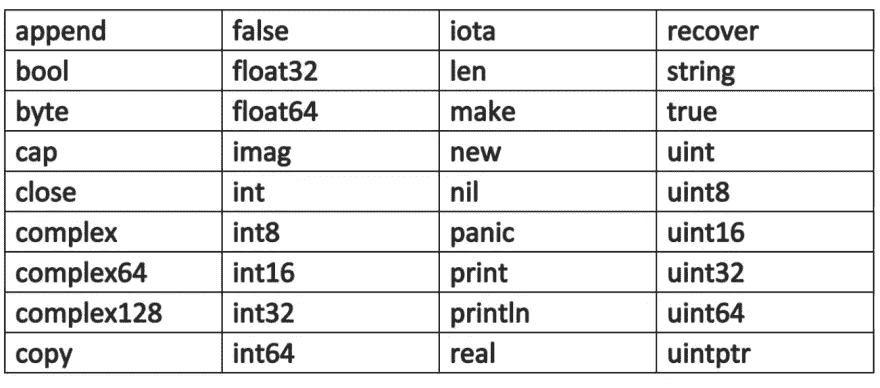 append false iota recover
bool float32 len string
byte float64 make true
cap imag new uint
close int nil uint8
complex int8 panic uint16
complex64 int16 print uint32
complex128 int32 println uint64
copy int64 real uintptr